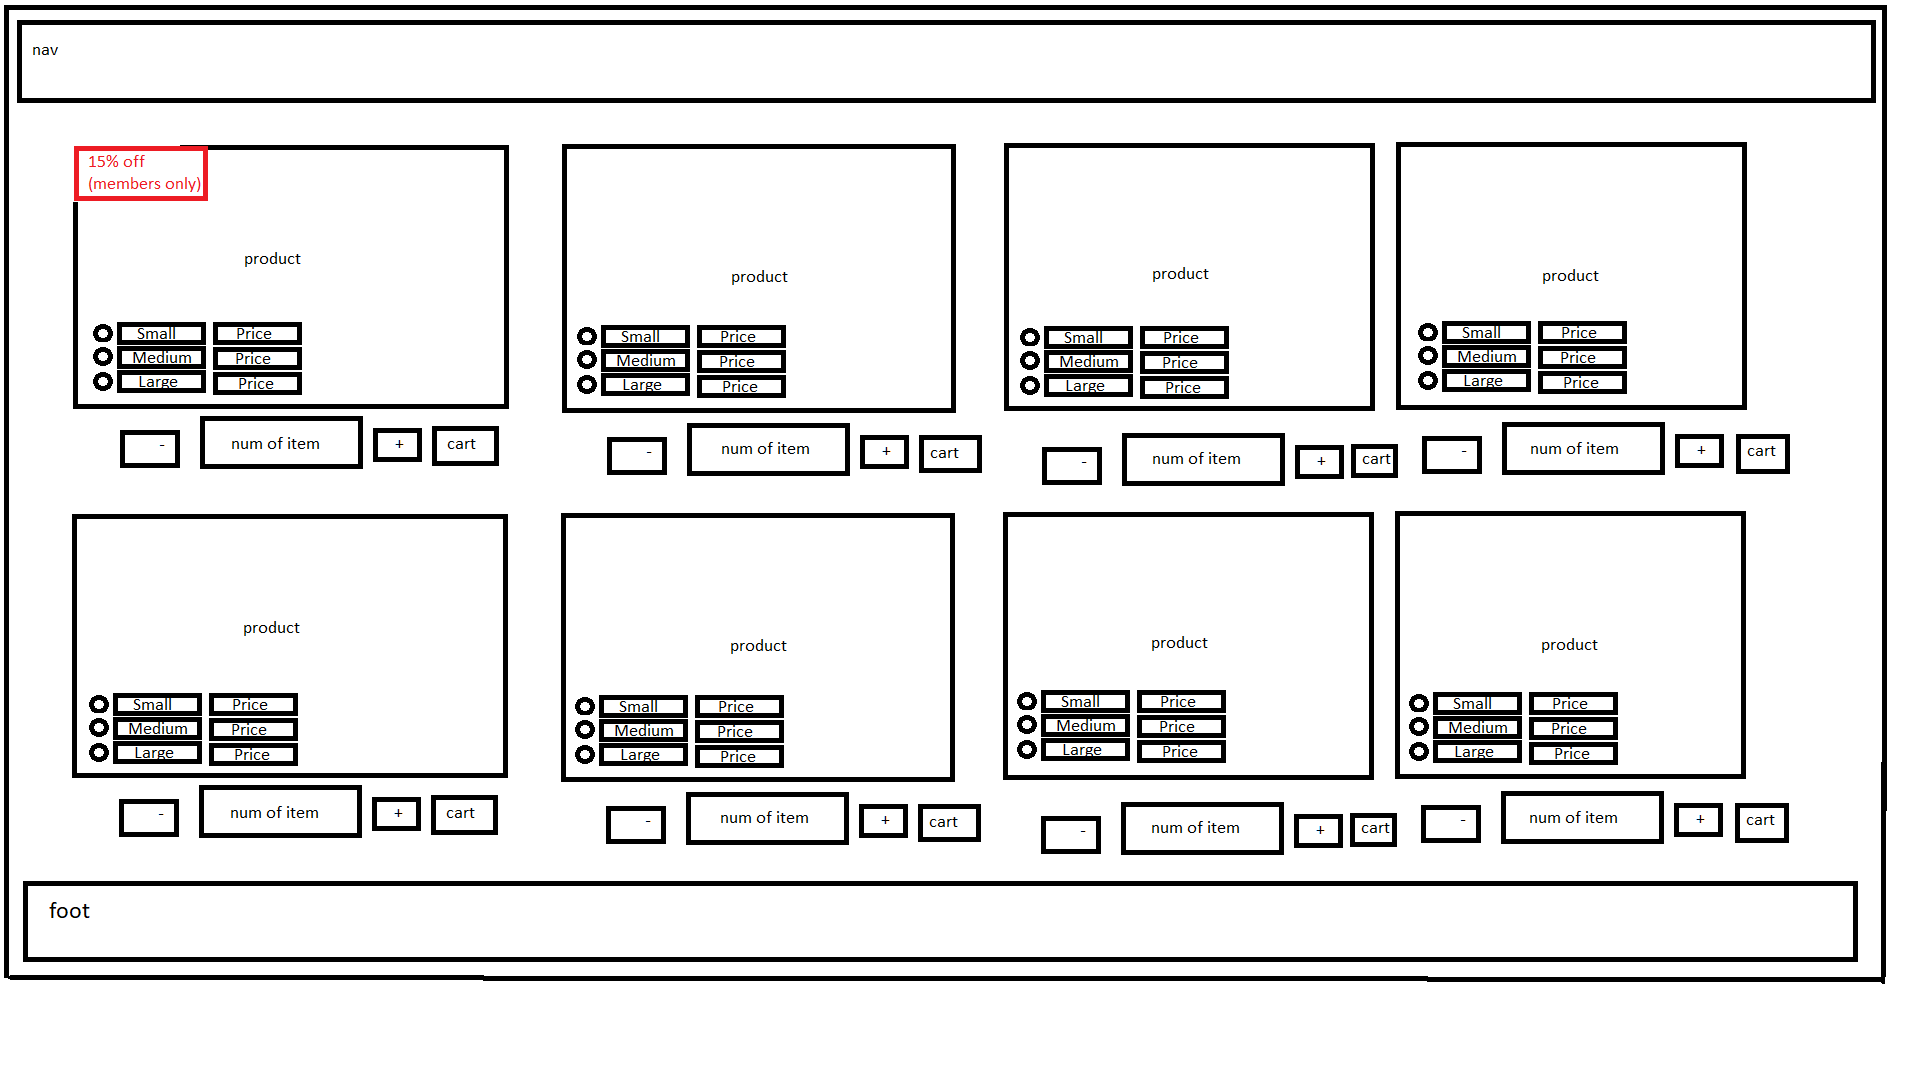 nav
15% off
(members only)
product
Small Price
Medium Price
Large Price
- num of item + cart
product
Small Price
Medium Price
Large Price
- num of item + cart
product
Small Price
Medium Price
Large Price
- num of item + cart
product
Small Price
Medium Price
Large Price
- num of item + cart
product
Small Price
Medium Price
Large Price
- num of item + cart
product
Small Price
Medium Price
Large Price
- num of item + cart
product
Small Price
Medium Price
Large Price
- num of item + cart
product
Small Price
Medium Price
Large Price
- num of item + cart
foot